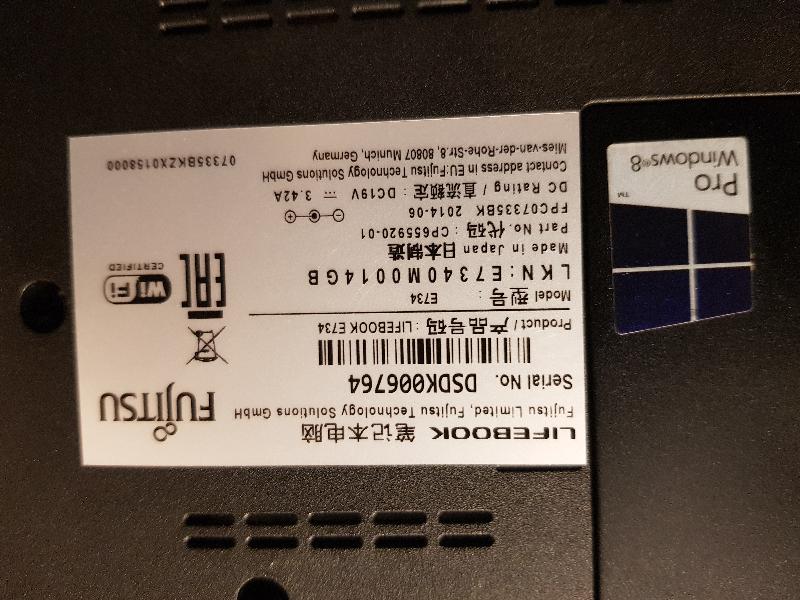 LIFEBOOK 笔记本电脑
Fujitsu Limited, Fujitsu Technology Solutions GmbH
FUJITSU
Serial No. DSDK006764
Product / 产品号码 : LIFEBOOK E734
Model 型号 : E734
LKN:E7340M0014GB
Wi Fi
CERTIFIED
EAC
Made in Japan 日本制造
Part No. 代码 : CP655920-01
FPC07335BK 2014-06
DC Rating / 直流额定 : DC19V ⎓ 3.42A
Contact address in EU:Fujitsu Technology Solutions GmbH
Mies-van-der-Rohe-Str.8, 80807 Munich, Germany
07335BKZX0158000
TM
Pro
Windows®8